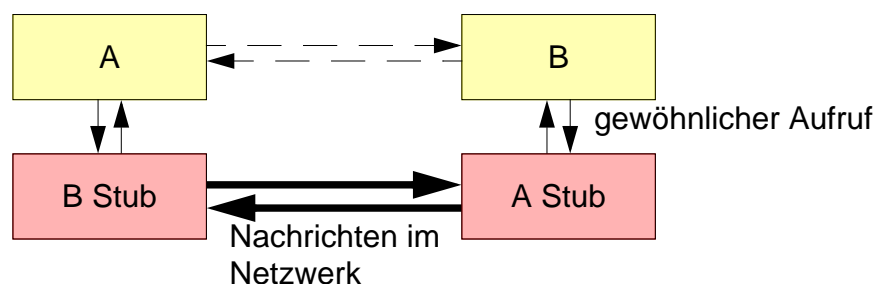 A
B
gewöhnlicher Aufruf
B Stub
A Stub
Nachrichten im
Netzwerk